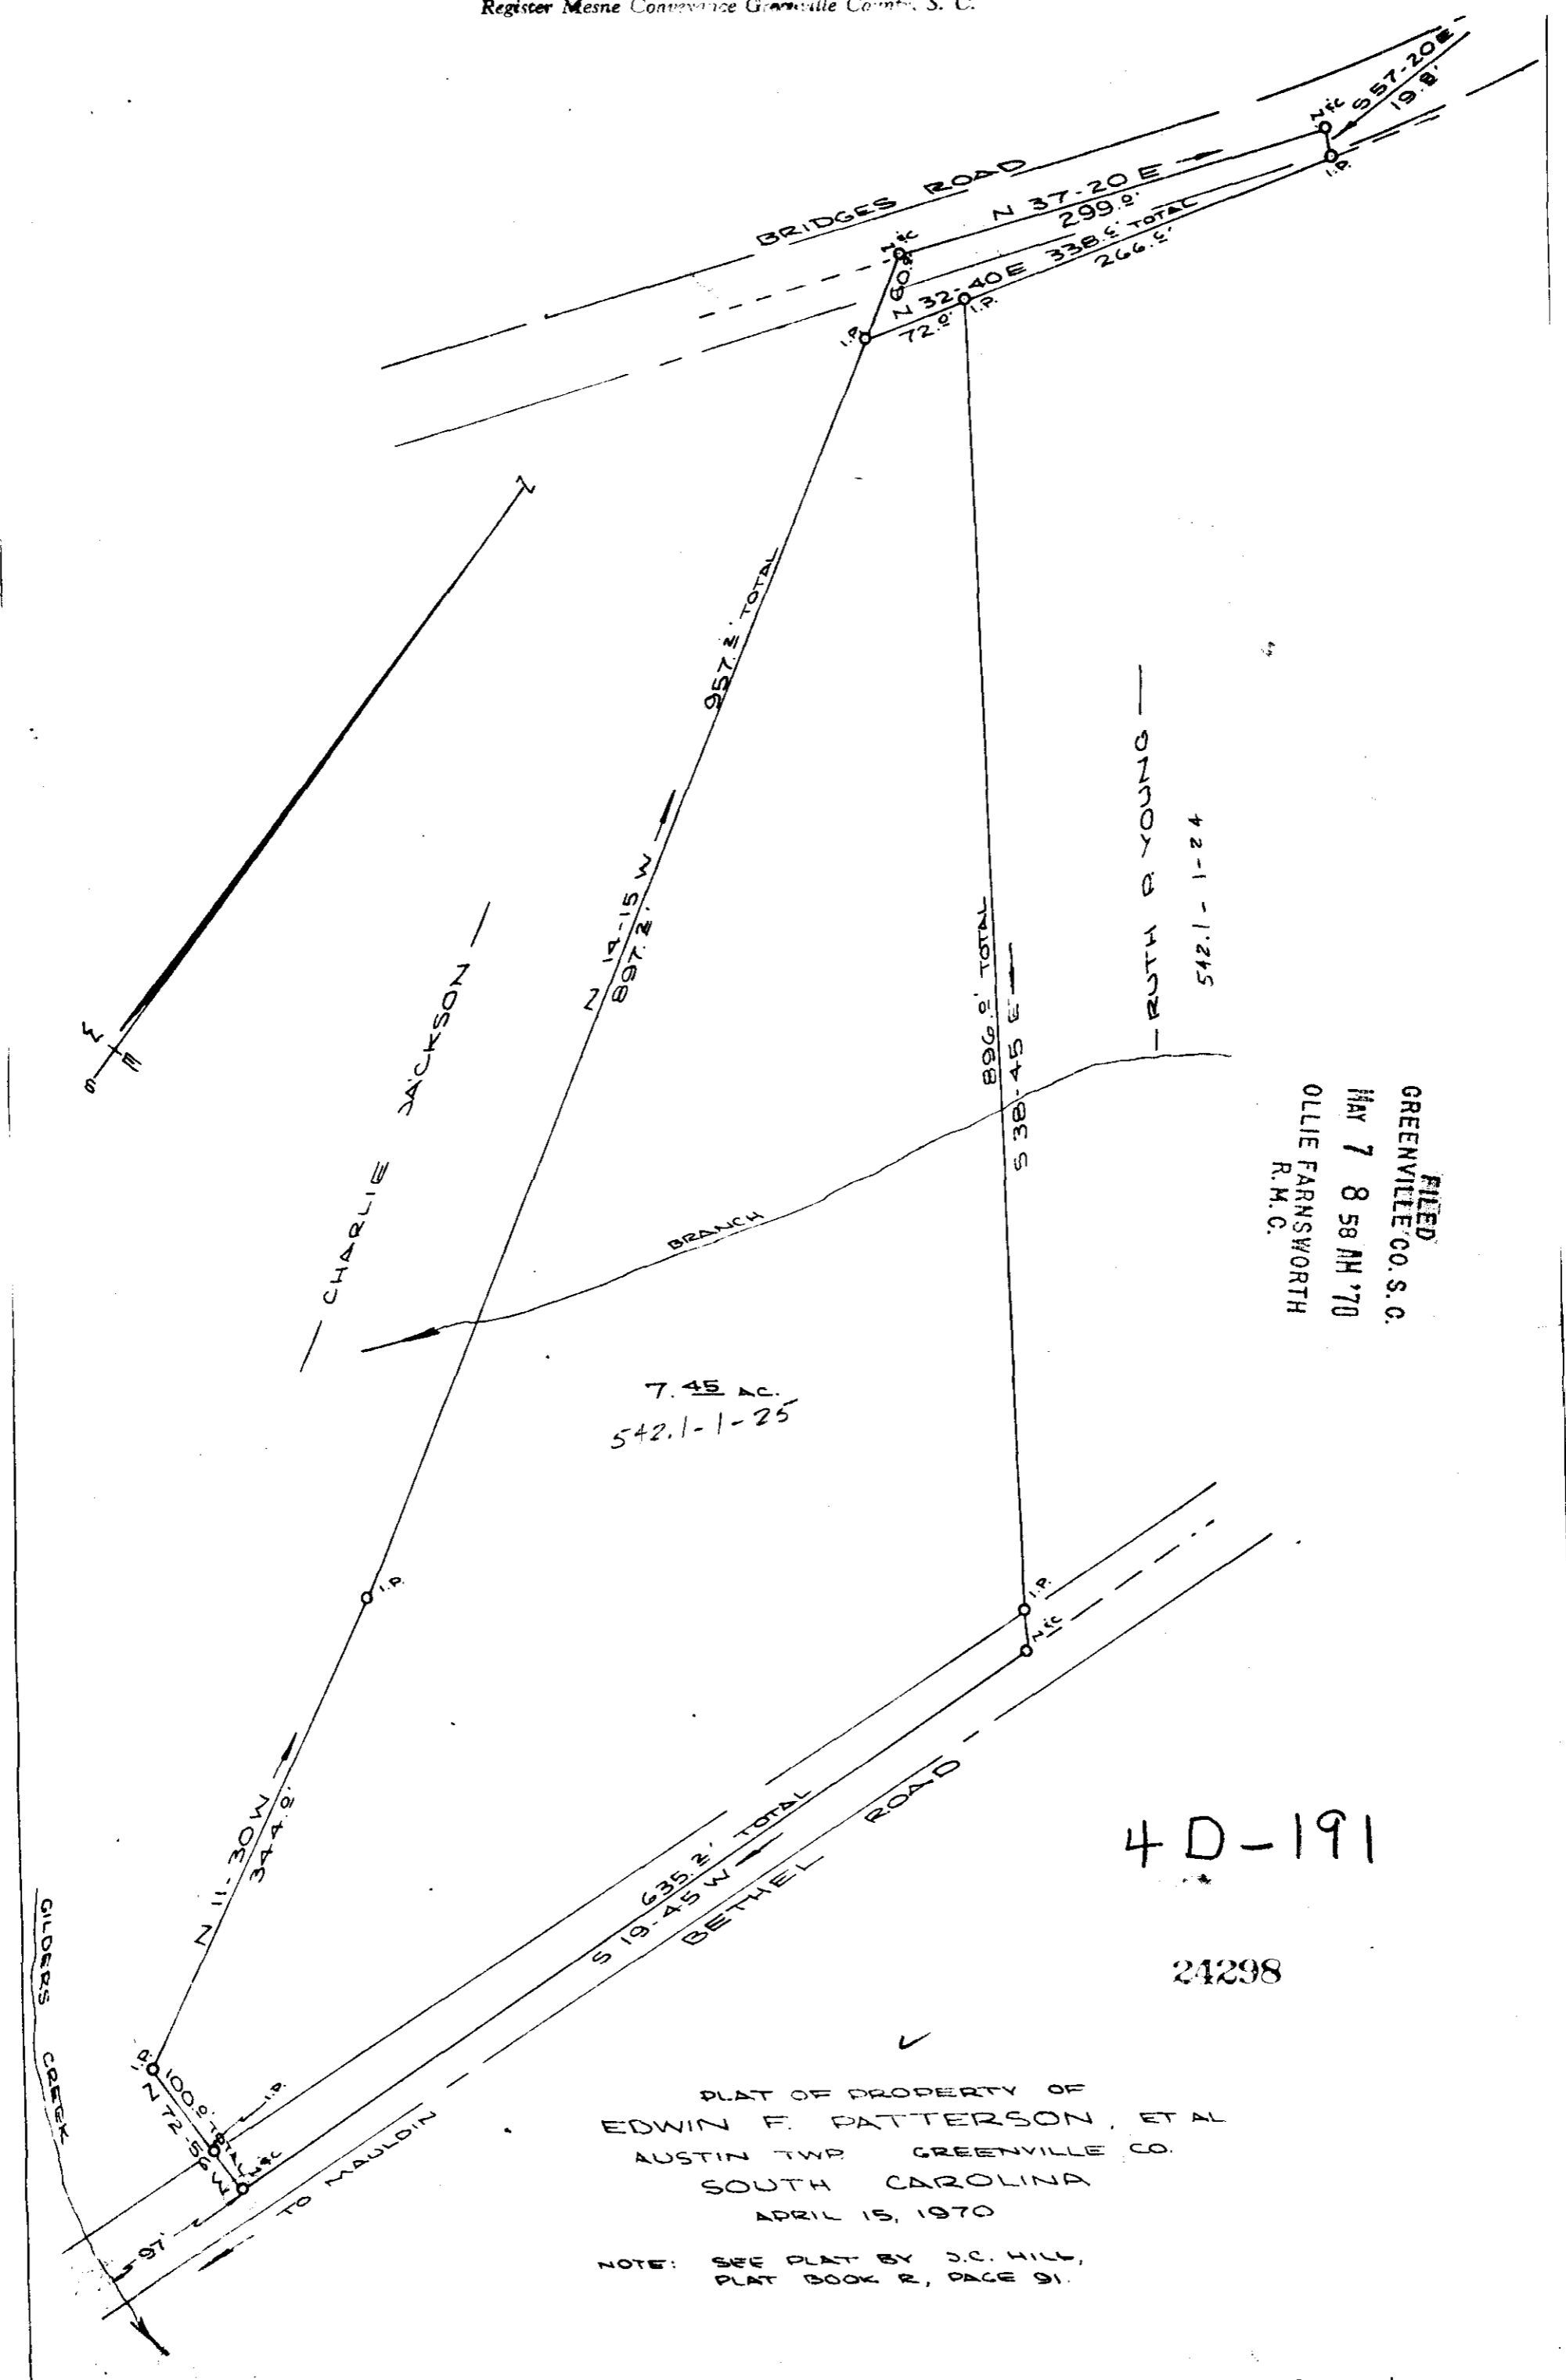 Register Mesne Conveyance Greenville County, S. C.
S 57-20 E
19.8'
N&C
I.P.
BRIDGES ROAD
N 37-20 E
299.0'
N 32-40 E 338.5' TOTAL
266.5'
N&C
60.0'
I.P.
72.0'
I.P.
N
W
E
S
957.2' TOTAL
N 14-15 W
897.2'
— CHARLIE JACKSON —
896.0' TOTAL
S 38-45 E
— RUTH P. YOUNG —
542.1-1-24
FILED
GREENVILLE CO. S. C.
MAY 7 8 58 AM '70
OLLIE FARNSWORTH
R. M. C.
BRANCH
7.45 AC.
542.1-1-25
I.P.
I.P.
N&C
N 11-30 W
344.0'
635.2' TOTAL
S 19-45 W
BETHEL ROAD
4D-191
24298
GILDERS CREEK
I.P.
100.0' TOTAL
I.P.
N&C
97'
TO MAULDIN
PLAT OF PROPERTY OF
EDWIN F. PATTERSON, ET AL
AUSTIN TWP. GREENVILLE CO.
SOUTH CAROLINA
APRIL 15, 1970
NOTE: SEE PLAT BY J.C. HILL,
PLAT BOOK R, PAGE 91.